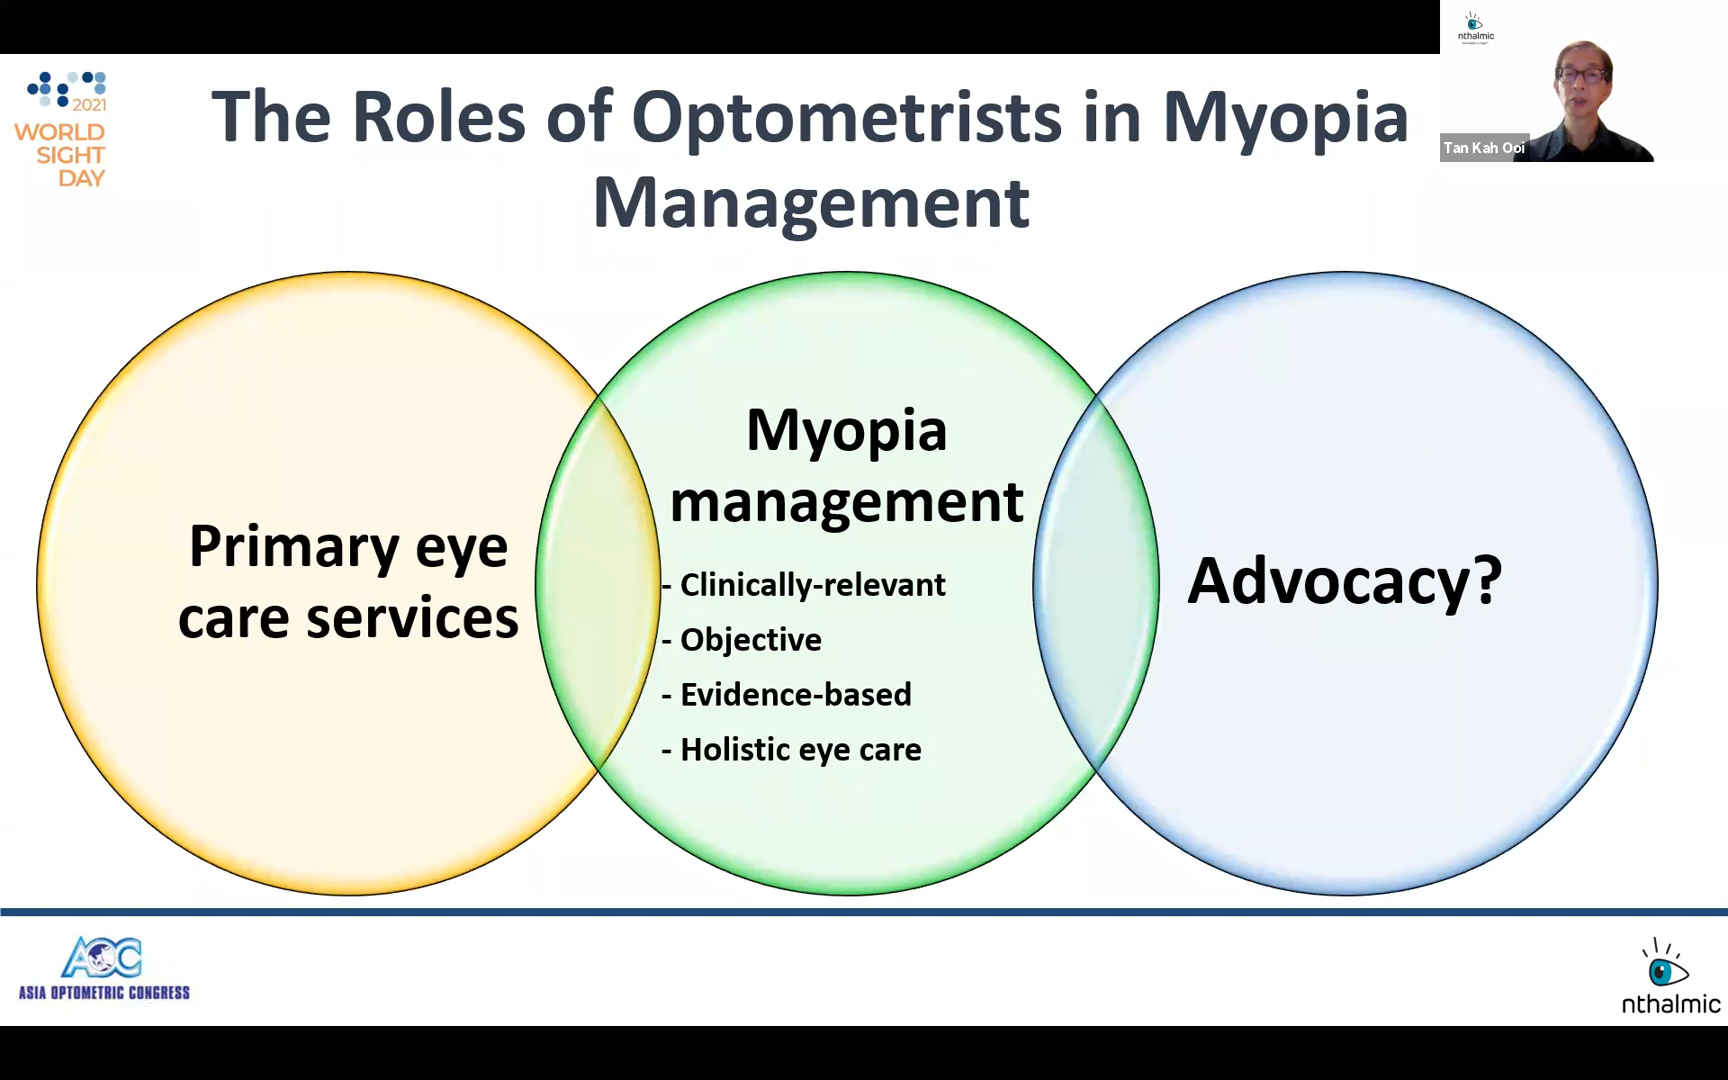 nthalmic
2021
WORLD
SIGHT
DAY
The Roles of Optometrists in Myopia
Management
Tan Kah Ooi
Primary eye
care services
Myopia
management
- Clinically-relevant
- Objective
- Evidence-based
- Holistic eye care
Advocacy?
AOC
ASIA OPTOMETRIC CONGRESS
nthalmic